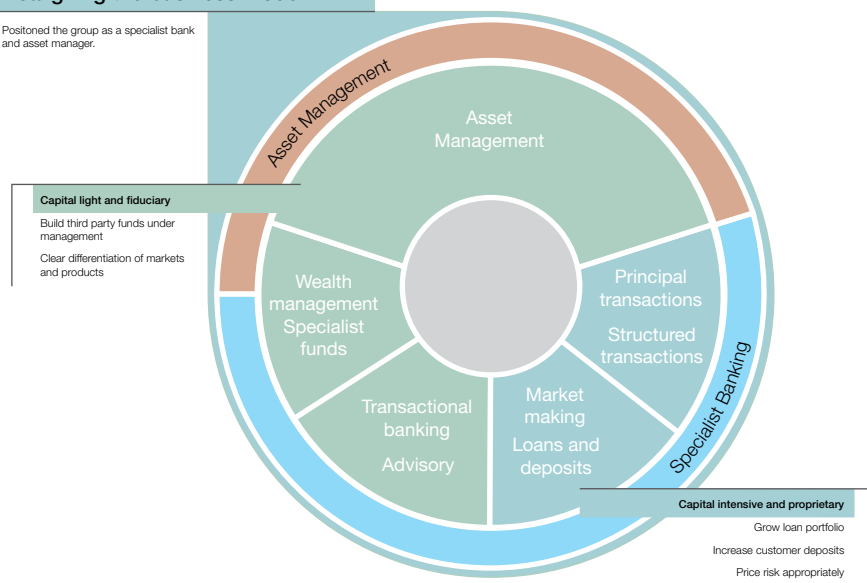 Positoned the group as a specialist bank
and asset manager.
Asset Management
Asset
Management
Capital light and fiduciary
Build third party funds under
management
Clear differentiation of markets
and products
Wealth
management
Specialist
funds
Principal
transactions
Structured
transactions
Transactional
banking
Advisory
Market
making
Loans and
deposits
Specialist Banking
Capital intensive and proprietary
Grow loan portfolio
Increase customer deposits
Price risk appropriately